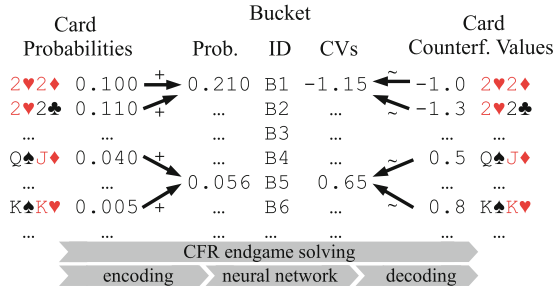 Bucket
Card Probabilities
Prob. ID CVs
Card Counterf. Values
2♥2♦ 0.100 + 0.210 B1 -1.15 ~ -1.0 2♥2♦
2♥2♣ 0.110 + … B2 … ~ -1.3 2♥2♣
… … … B3 … … …
Q♠J♦ 0.040 + … B4 … ~ 0.5 Q♠J♦
… … 0.056 B5 0.65 … …
K♠K♥ 0.005 + … B6 … ~ 0.8 K♠K♥
… … … … … … …
CFR endgame solving
encoding neural network decoding